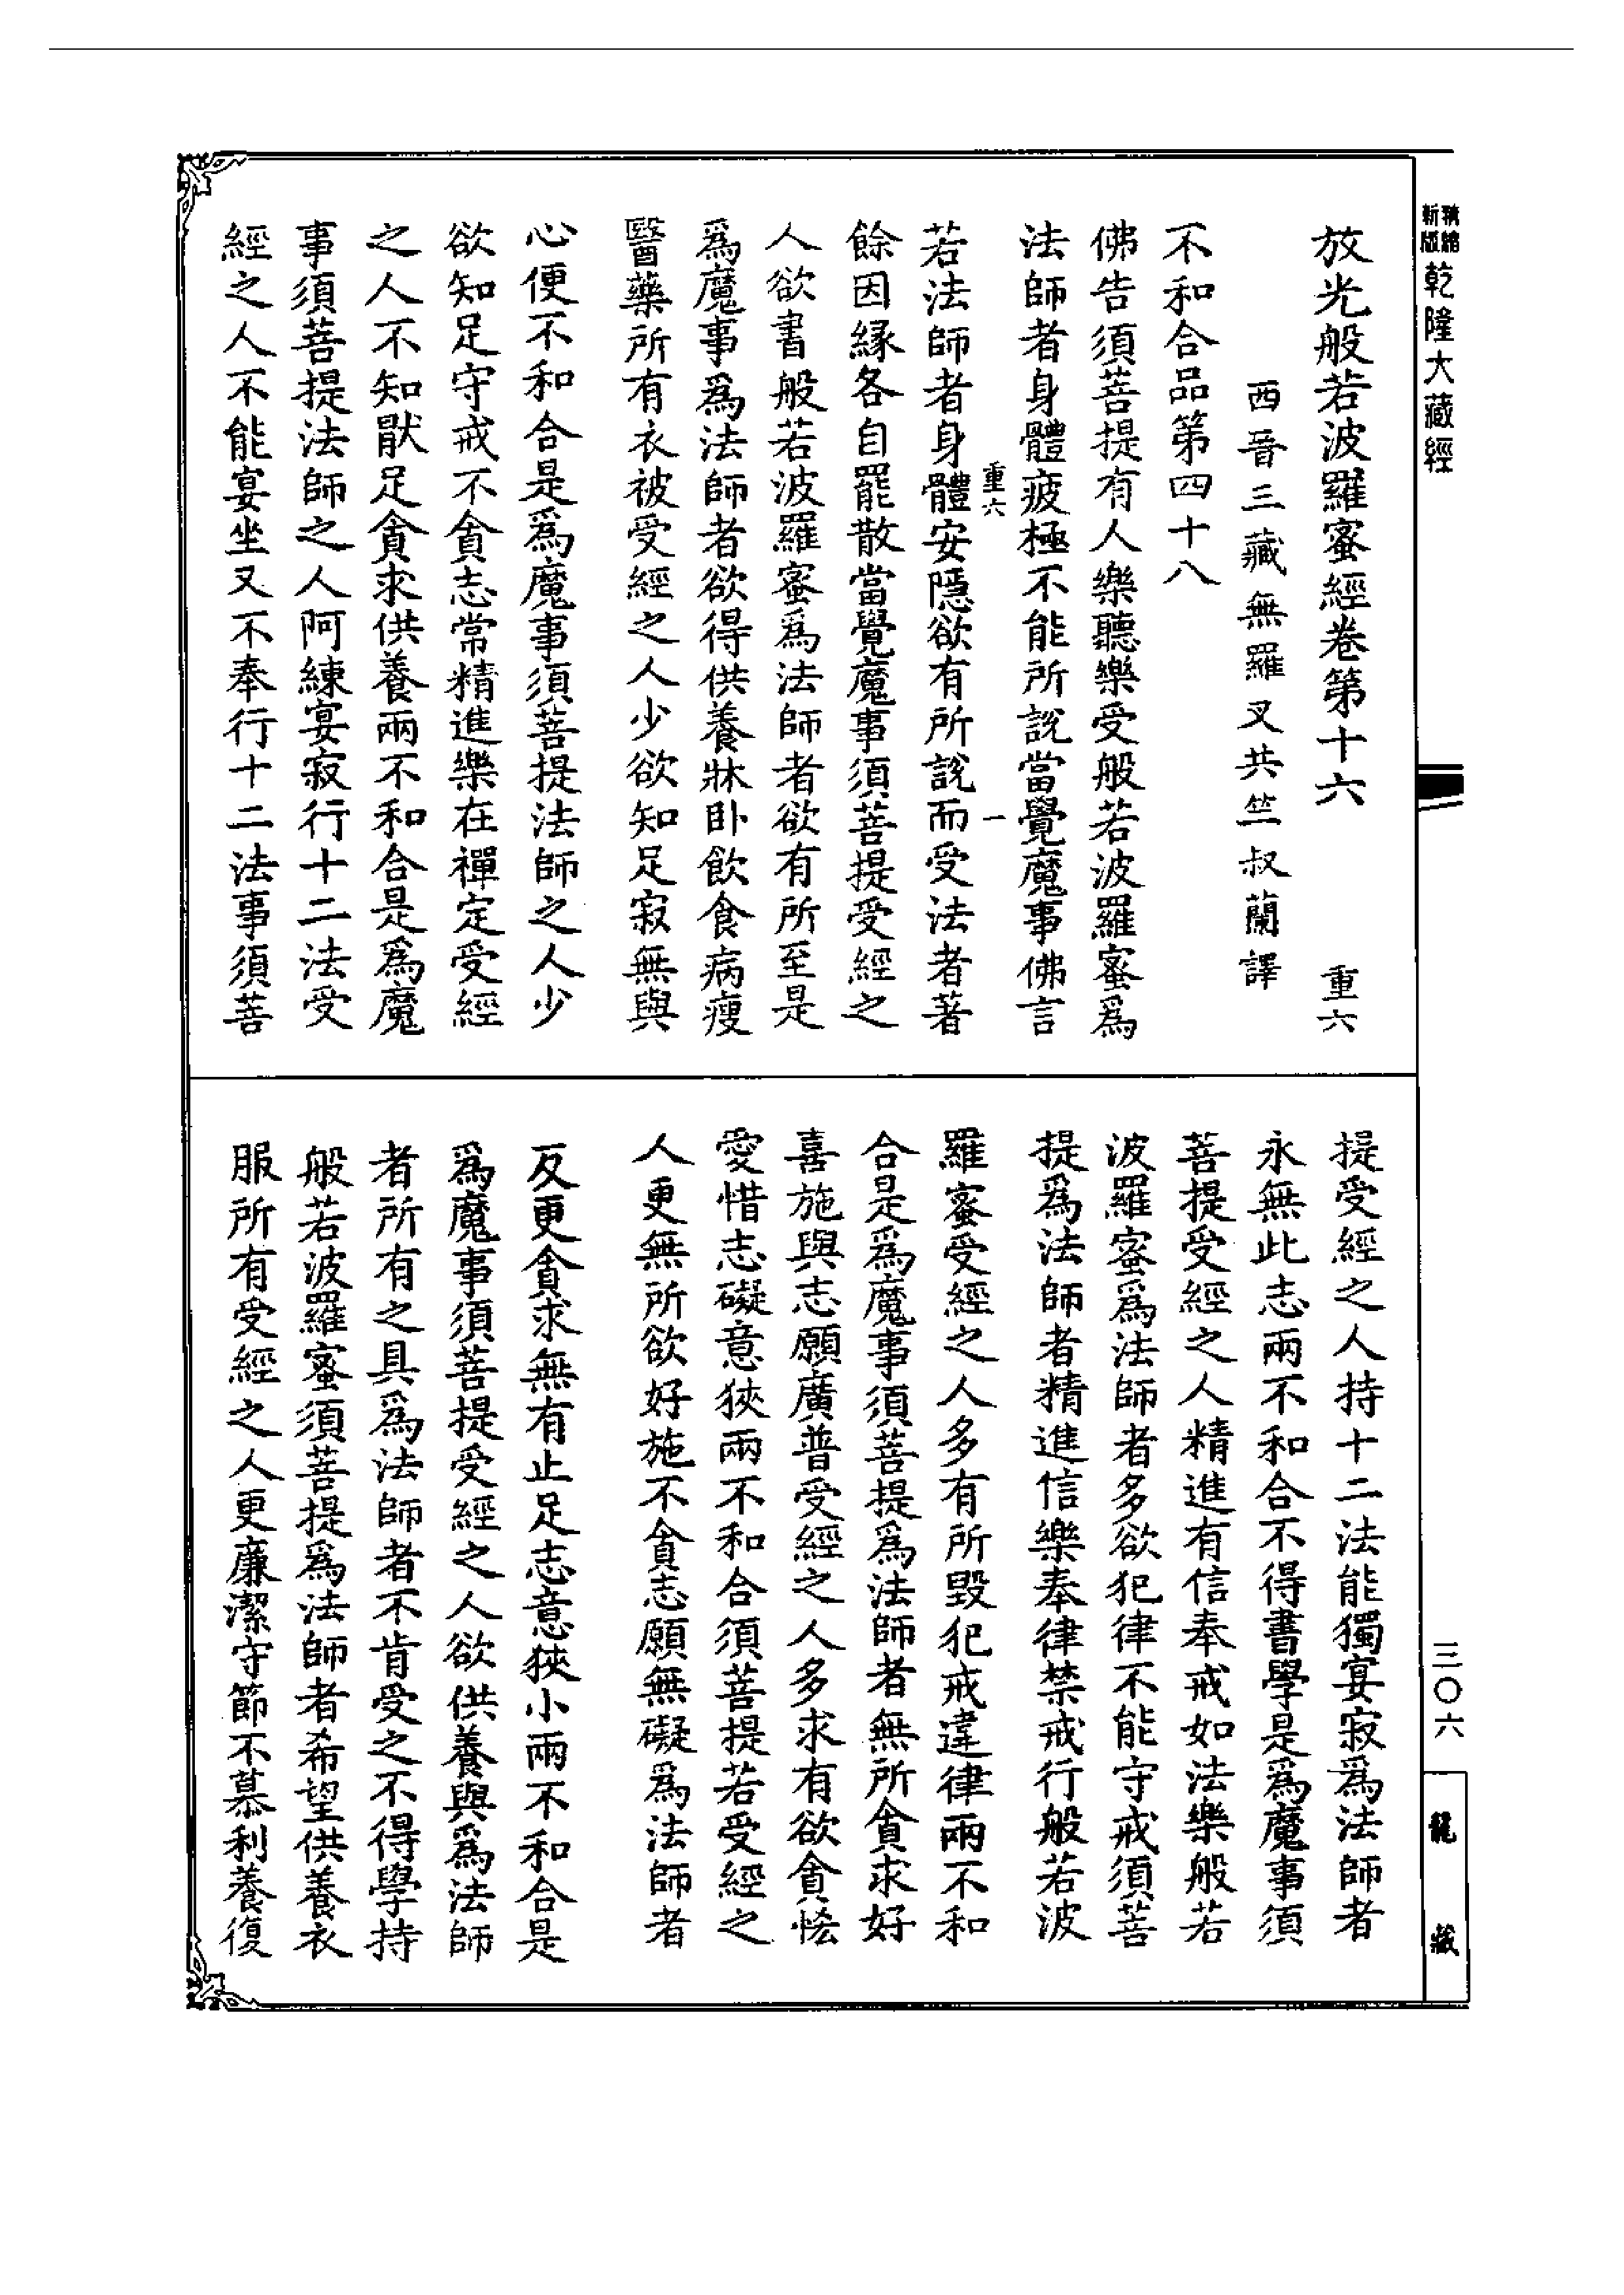 精縮新版乾隆大藏經
放光般若波羅蜜經卷第十六 重六
西晉三藏無羅叉共竺叔蘭譯
不和合品第四十八
佛告須菩提有人樂聽樂受般若波羅蜜爲
法師者身體疲極不能所說當覺魔事佛言
重六 一
若法師者身體安隱欲有所說而受法者著
餘因緣各自罷散當覺魔事須菩提受經之
人欲書般若波羅蜜爲法師者欲有所至是
爲魔事爲法師者欲得供養牀卧飲食病瘦
醫藥所有衣被受經之人少欲知足寂無與
心便不和合是爲魔事須菩提法師之人少
欲知足守戒不貪志常精進樂在禪定受經
之人不知猒足貪求供養兩不和合是爲魔
事須菩提法師之人阿練宴寂行十二法受
經之人不能宴坐又不奉行十二法事須菩
提受經之人持十二法能獨宴寂爲法師者
永無此志兩不和合不得書學是爲魔事須
菩提受經之人精進有信奉戒如法樂般若
波羅蜜爲法師者多欲犯律不能守戒須菩
提爲法師者精進信樂奉律禁戒行般若波
羅蜜受經之人多有所毀犯戒違律兩不和
合是爲魔事須菩提爲法師者無所貪求好
喜施與志願廣普受經之人多求有欲貪恡
愛惜志礙意狹兩不和合須菩提若受經之
人更無所欲好施不貪志願無礙爲法師者
反更貪求無有止足志意狹小兩不和合是
爲魔事須菩提受經之人欲供養與爲法師
者所有之具爲法師者不肯受之不得學持
般若波羅蜜須菩提爲法師者希望供養衣
服所有受經之人更廉潔守節不慕利養復
三〇六
龍藏